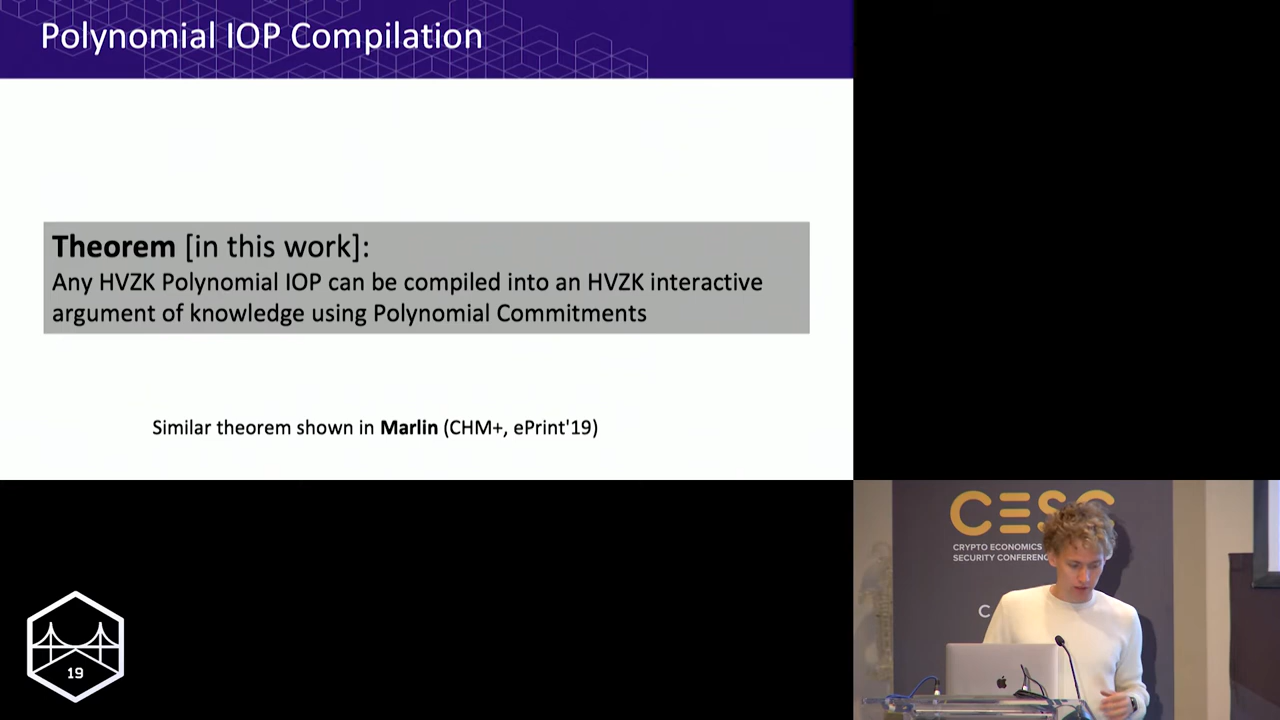 Polynomial IOP Compilation
Theorem [in this work]:
Any HVZK Polynomial IOP can be compiled into an HVZK interactive
argument of knowledge using Polynomial Commitments
Similar theorem shown in Marlin (CHM+, ePrint'19)
CESC
CRYPTO ECONOMICS
SECURITY CONFERENC
C
19